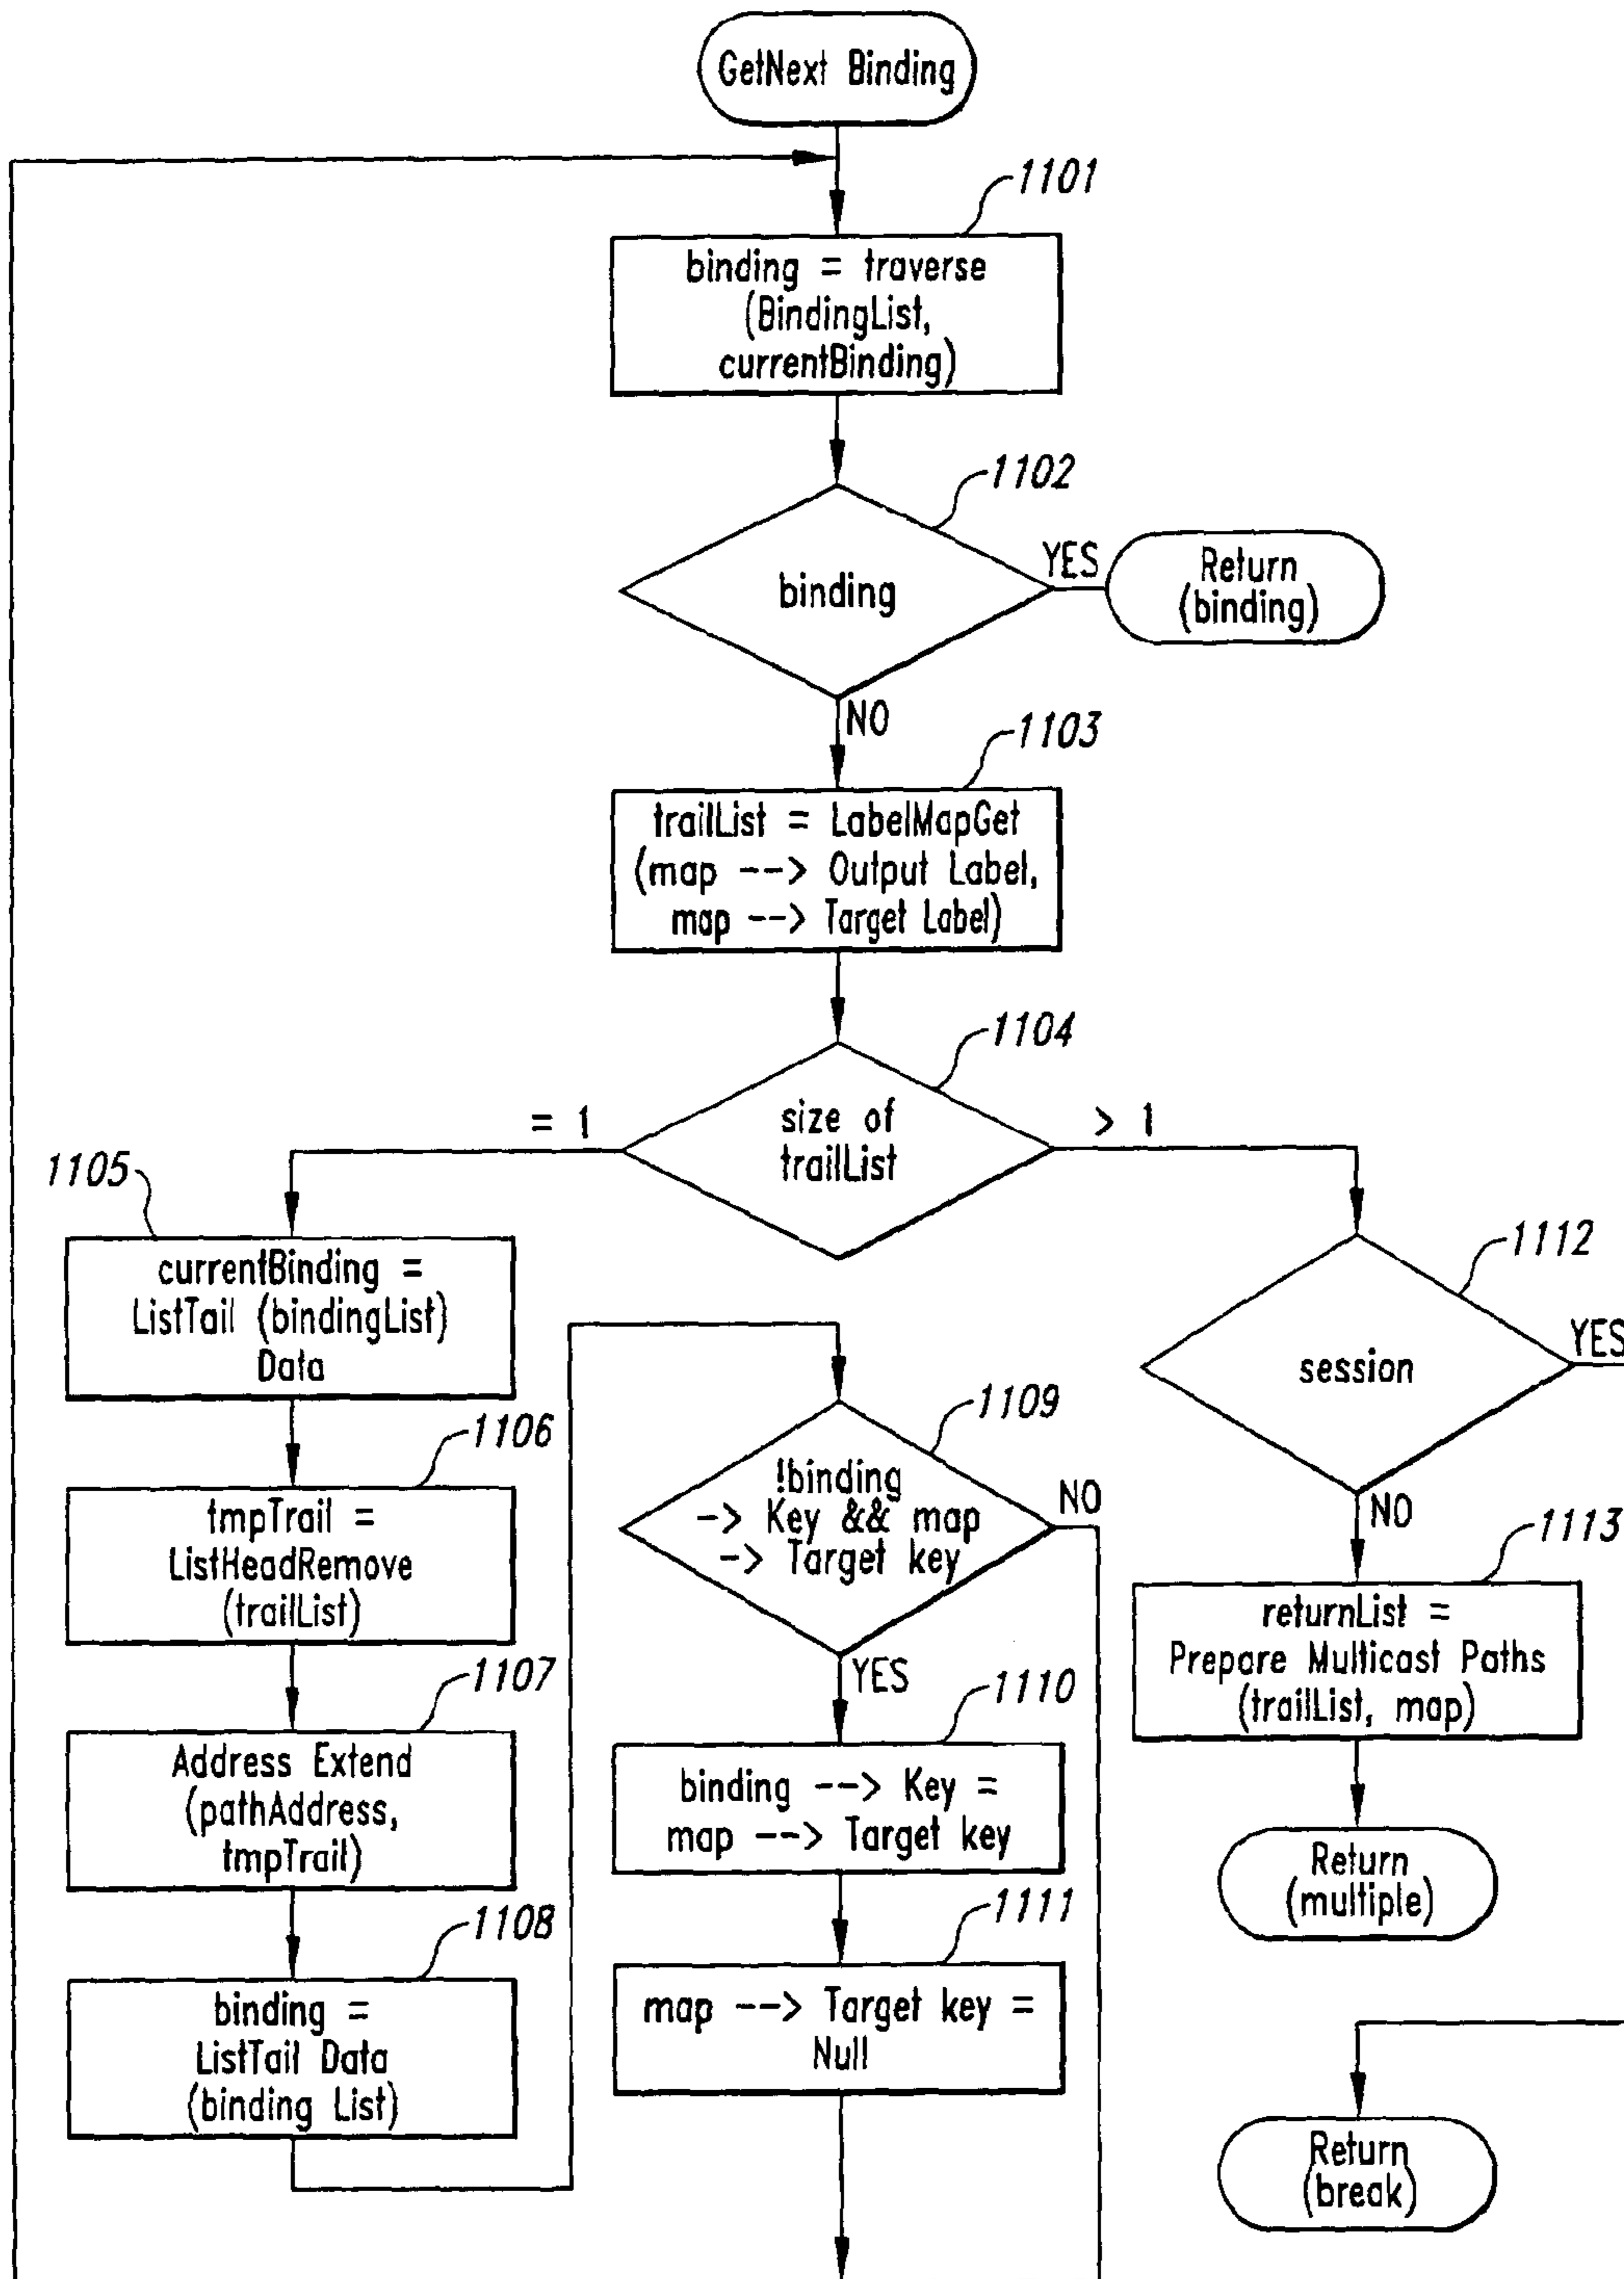 GetNext Binding
1101
binding = traverse
(BindingList,
currentBinding)
1102
binding
YES
Return
(binding)
NO
1103
trailList = LabelMapGet
(map --> Output Label,
map --> Target Label)
1104
size of
trailList
= 1
> 1
1105
currentBinding =
ListTail (bindingList)
Data
1106
tmpTrail =
ListHeadRemove
(trailList)
1107
Address Extend
(pathAddress,
tmpTrail)
1108
binding =
ListTail Data
(binding List)
1109
!binding
-> Key && map
-> Target key
NO
YES
1110
binding --> Key =
map --> Target key
1111
map --> Target key =
Null
1112
session
YES
NO
1113
returnList =
Prepare Multicast Paths
(trailList, map)
Return
(multiple)
Return
(break)